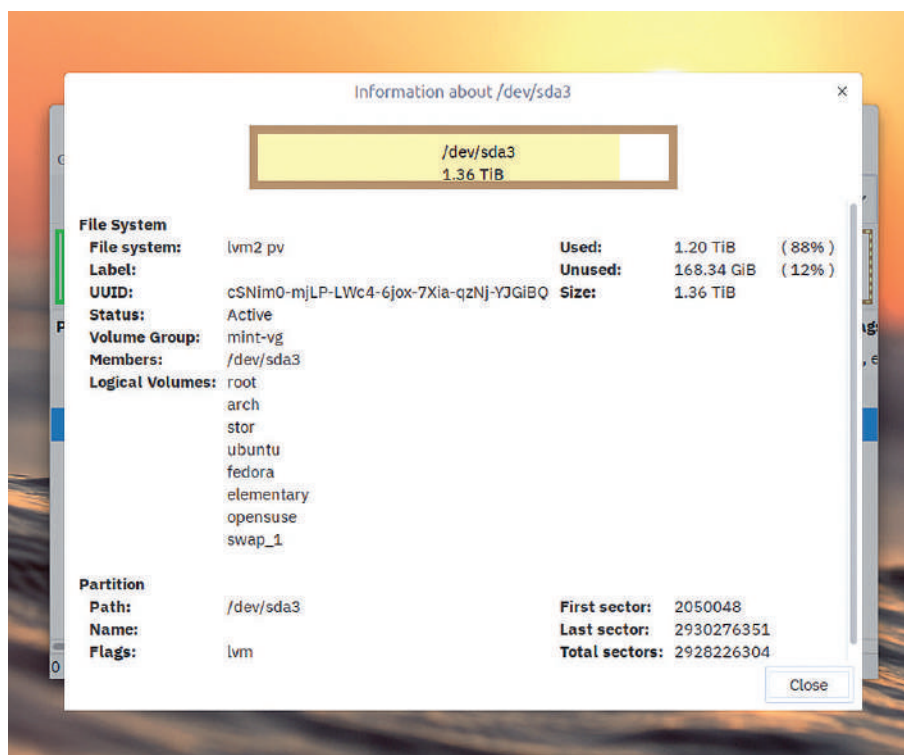 Information about /dev/sda3 ×
/dev/sda3
1.36 TiB
File System
File system: lvm2 pv Used: 1.20 TiB ( 88% )
Label: Unused: 168.34 GiB ( 12% )
UUID: cSNim0-mjLP-LWc4-6jox-7Xia-qzNj-YJGiBQ Size: 1.36 TiB
Status: Active
Volume Group: mint-vg
Members: /dev/sda3
Logical Volumes: root
arch
stor
ubuntu
fedora
elementary
opensuse
swap_1
Partition
Path: /dev/sda3 First sector: 2050048
Name: Last sector: 2930276351
Flags: lvm Total sectors: 2928226304
Close